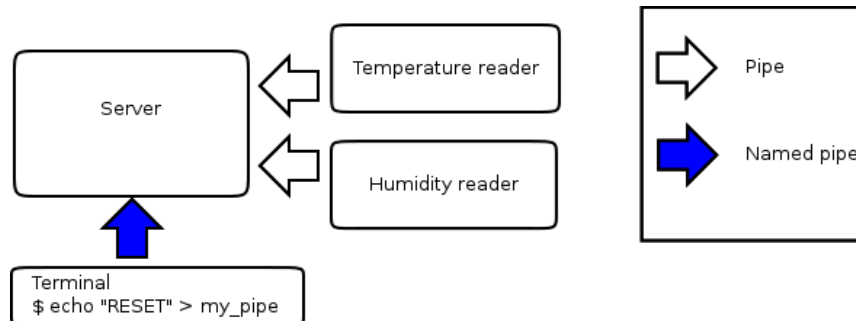 Server
Temperature reader
Humidity reader
Terminal
$ echo "RESET" > my_pipe
Pipe
Named pipe